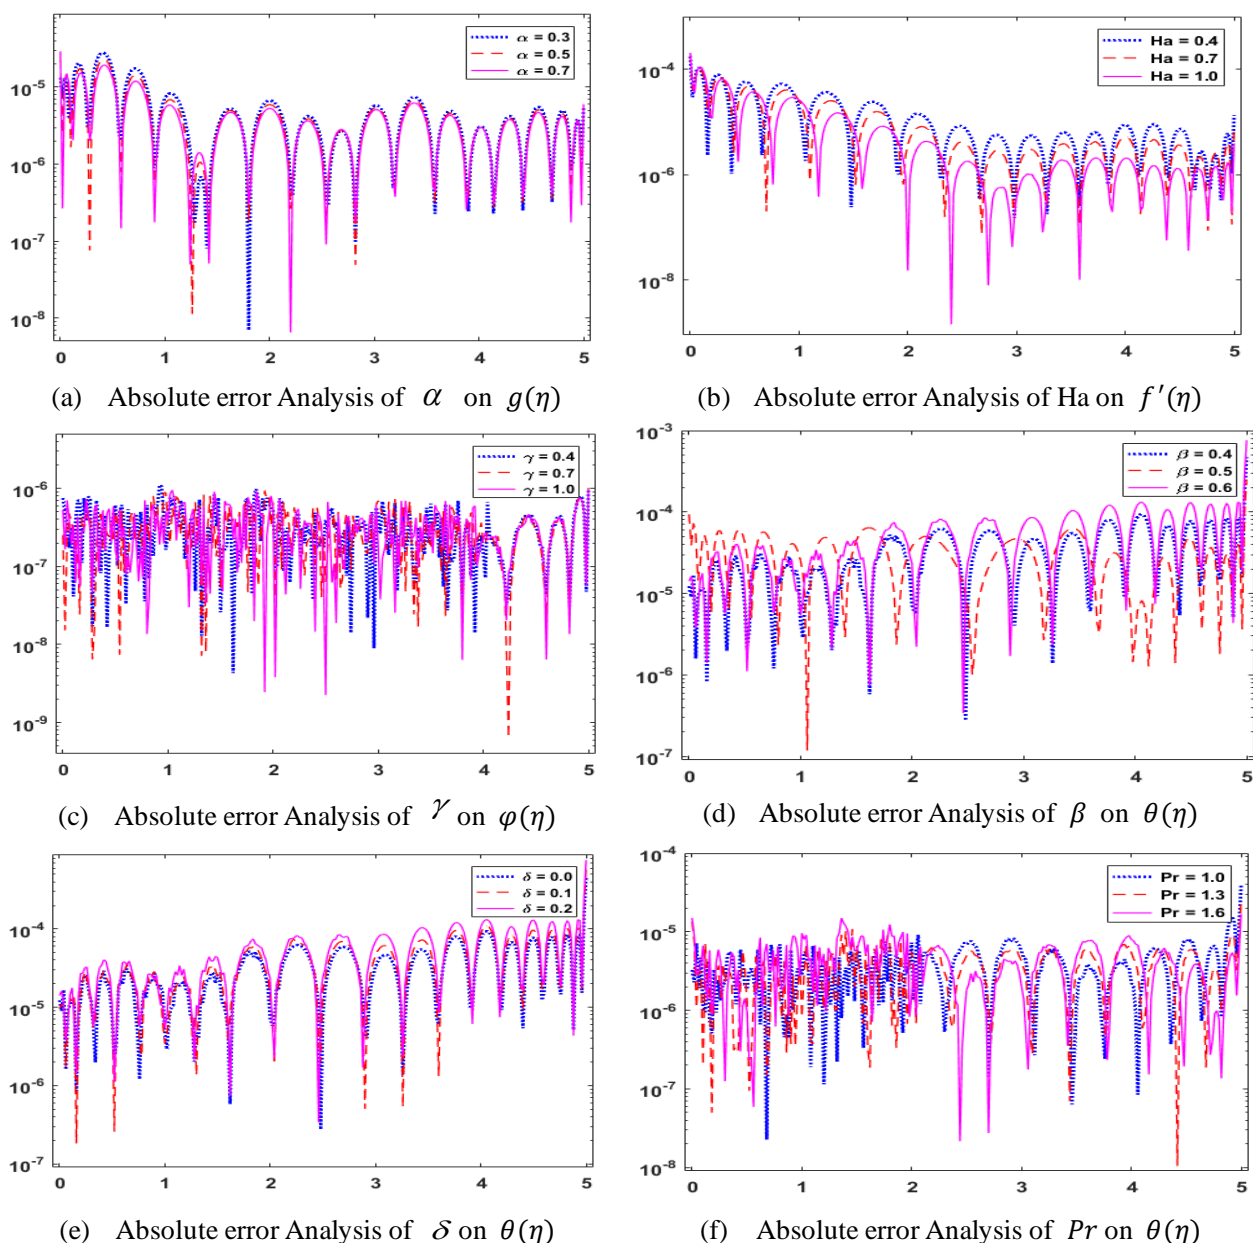 α = 0.3
α = 0.5
α = 0.7
10⁻⁵
10⁻⁶
10⁻⁷
10⁻⁸
0 1 2 3 4 5
(a) Absolute error Analysis of α on g(η)
Ha = 0.4
Ha = 0.7
Ha = 1.0
10⁻⁴
10⁻⁵
10⁻⁶
10⁻⁷
10⁻⁸
0 1 2 3 4 5
(b) Absolute error Analysis of Ha on f′(η)
γ = 0.4
γ = 0.7
γ = 1.0
10⁻⁶
10⁻⁷
10⁻⁸
10⁻⁹
0 1 2 3 4 5
(c) Absolute error Analysis of γ on φ(η)
10⁻³
β = 0.4
β = 0.5
β = 0.6
10⁻⁴
10⁻⁵
10⁻⁶
10⁻⁷
0 1 2 3 4 5
(d) Absolute error Analysis of β on θ(η)
δ = 0.0
δ = 0.1
δ = 0.2
10⁻⁴
10⁻⁵
10⁻⁶
10⁻⁷
0 1 2 3 4 5
(e) Absolute error Analysis of δ on θ(η)
10⁻⁴
Pr = 1.0
Pr = 1.3
Pr = 1.6
10⁻⁵
10⁻⁶
10⁻⁷
10⁻⁸
0 1 2 3 4 5
(f) Absolute error Analysis of Pr on θ(η)